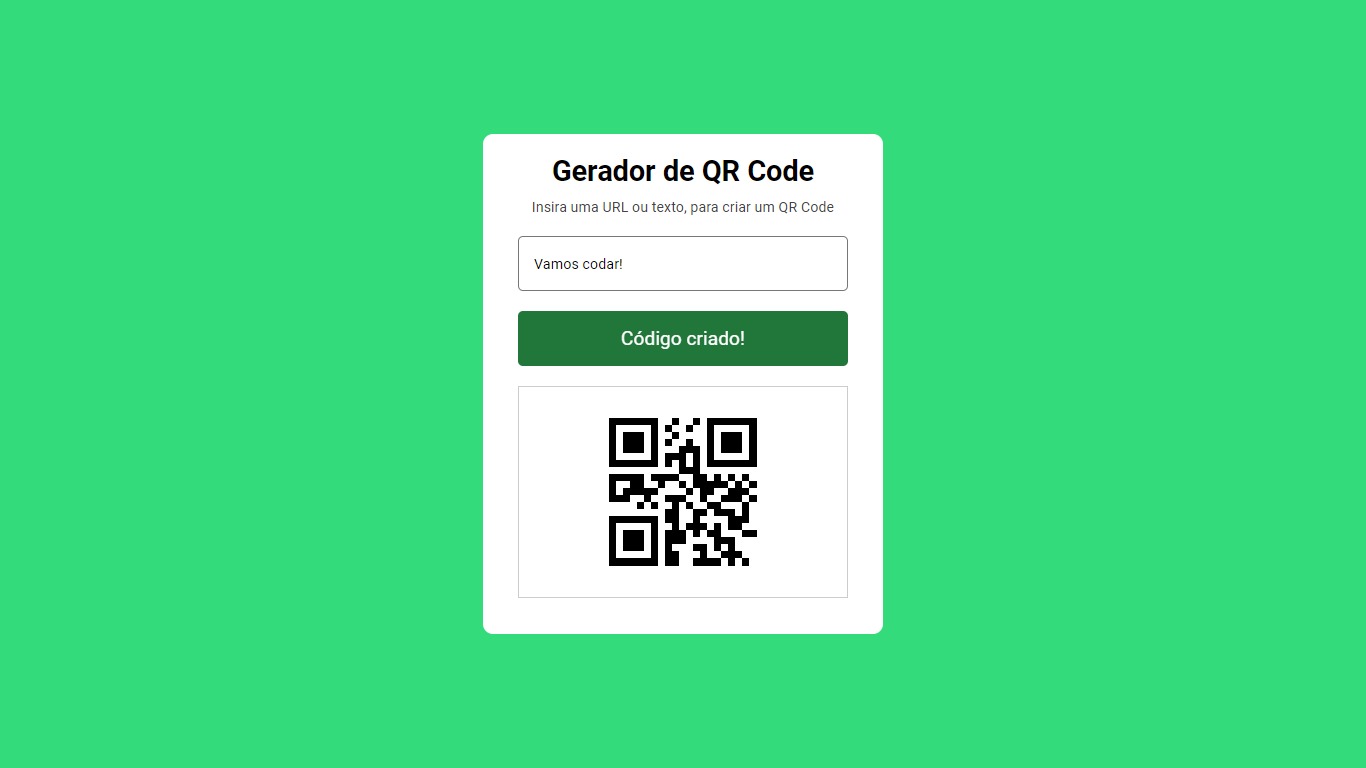 Gerador de QR Code
Insira uma URL ou texto, para criar um QR Code
Vamos codar!
Código criado!